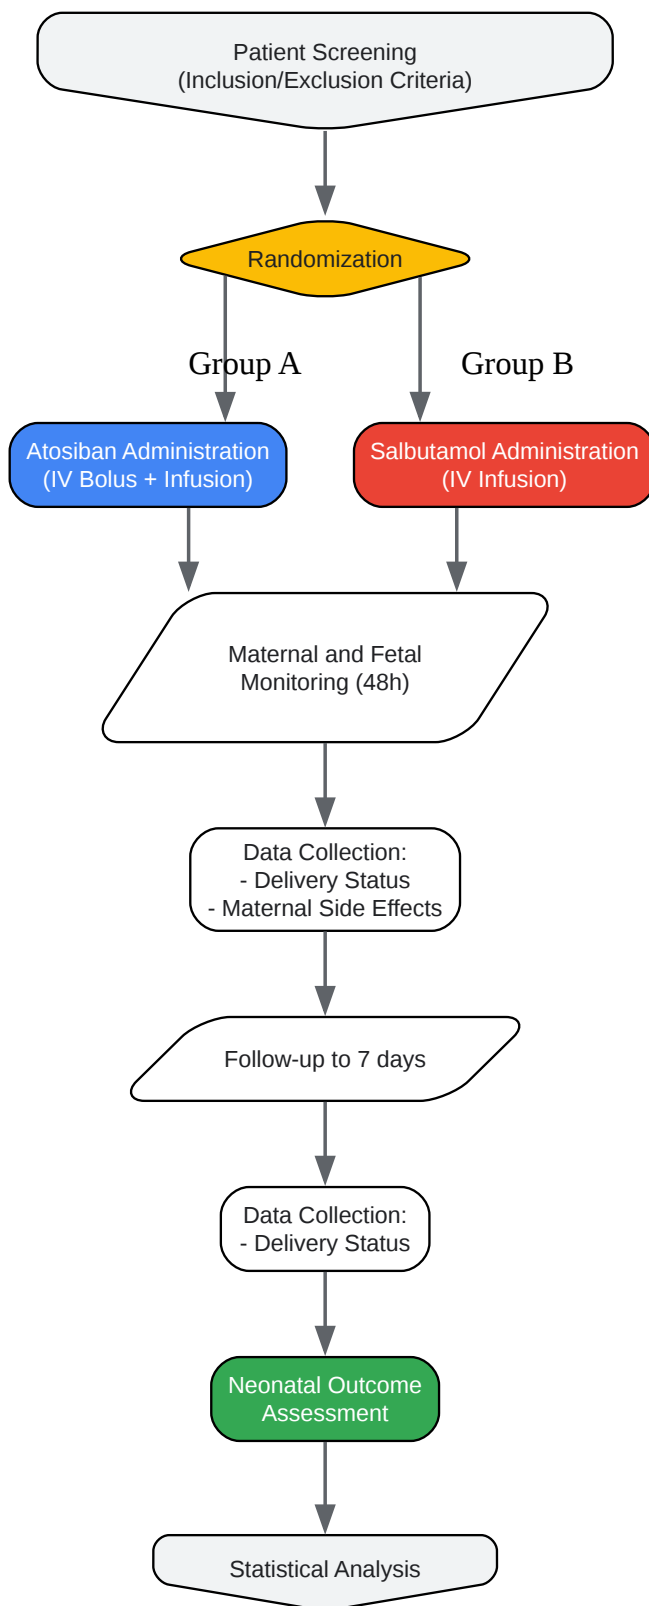 Patient Screening
(Inclusion/Exclusion Criteria)
Randomization
Group A
Group B
Atosiban Administration
(IV Bolus + Infusion)
Salbutamol Administration
(IV Infusion)
Maternal and Fetal
Monitoring (48h)
Data Collection:
- Delivery Status
- Maternal Side Effects
Follow-up to 7 days
Data Collection:
- Delivery Status
Neonatal Outcome
Assessment
Statistical Analysis